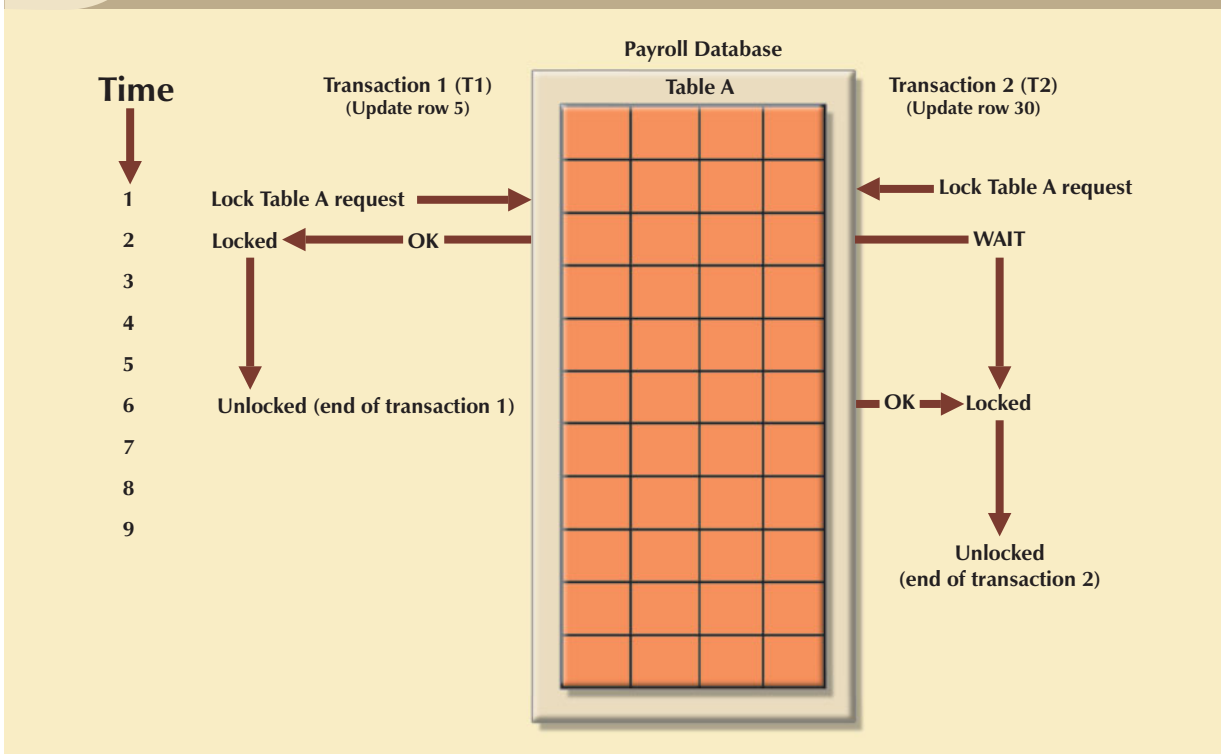 Payroll Database
Time
Transaction 1 (T1)
(Update row 5)
Table A
Transaction 2 (T2)
(Update row 30)
1
Lock Table A request
Lock Table A request
2
Locked
OK
WAIT
3
4
5
6
Unlocked (end of transaction 1)
OK
Locked
7
8
9
Unlocked
(end of transaction 2)